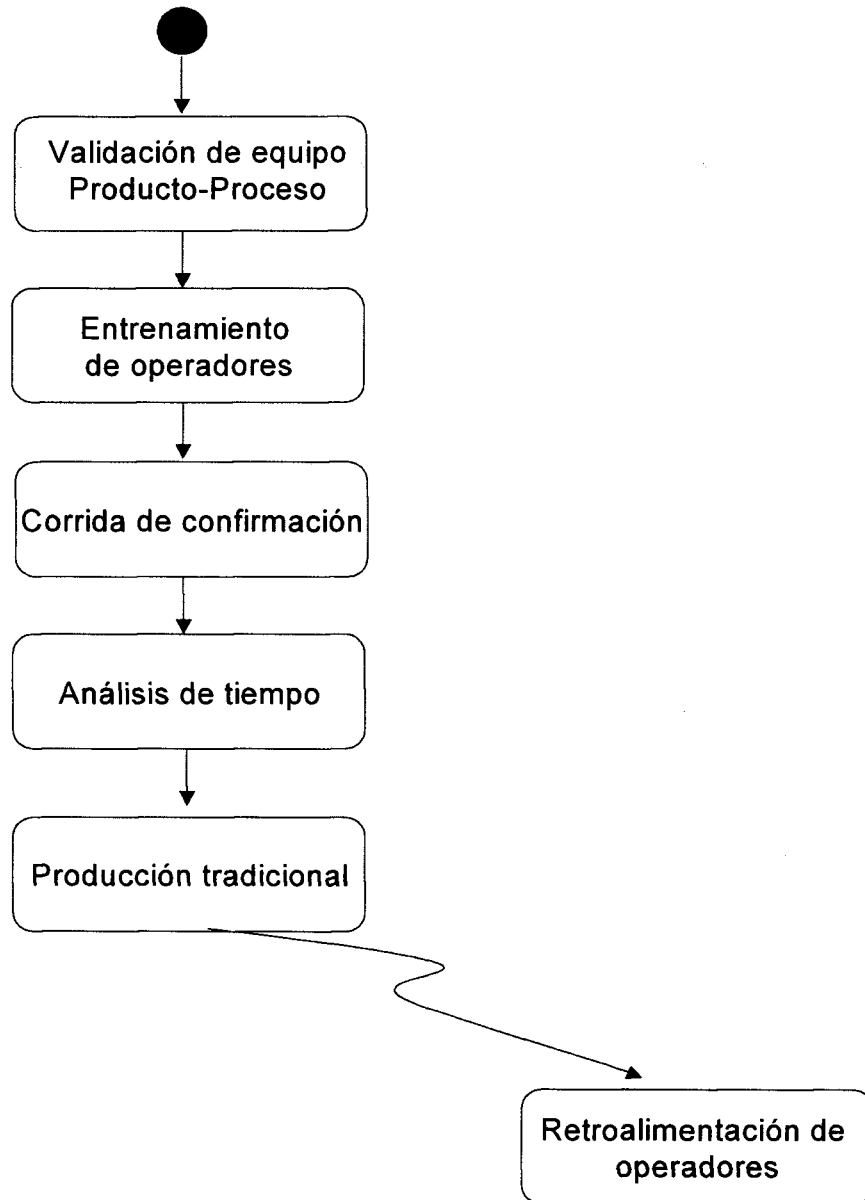 Validación de equipo
Producto-Proceso
Entrenamiento
de operadores
Corrida de confirmación
Análisis de tiempo
Producción tradicional
Retroalimentación de
operadores